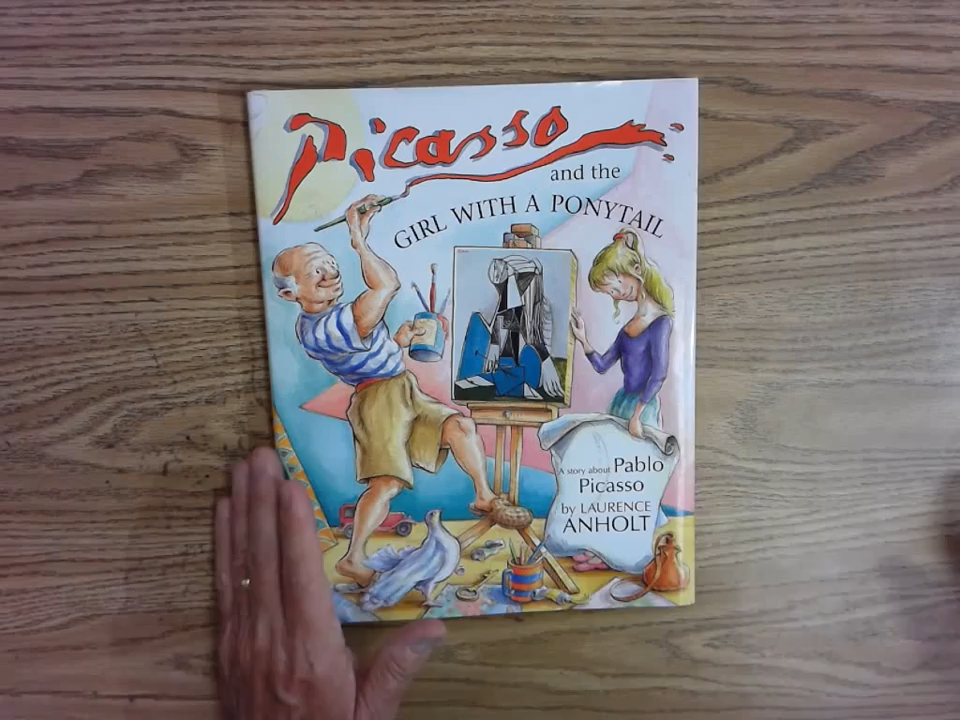 Picasso
and the
GIRL WITH A PONYTAIL
A story about Pablo
Picasso
by LAURENCE
ANHOLT